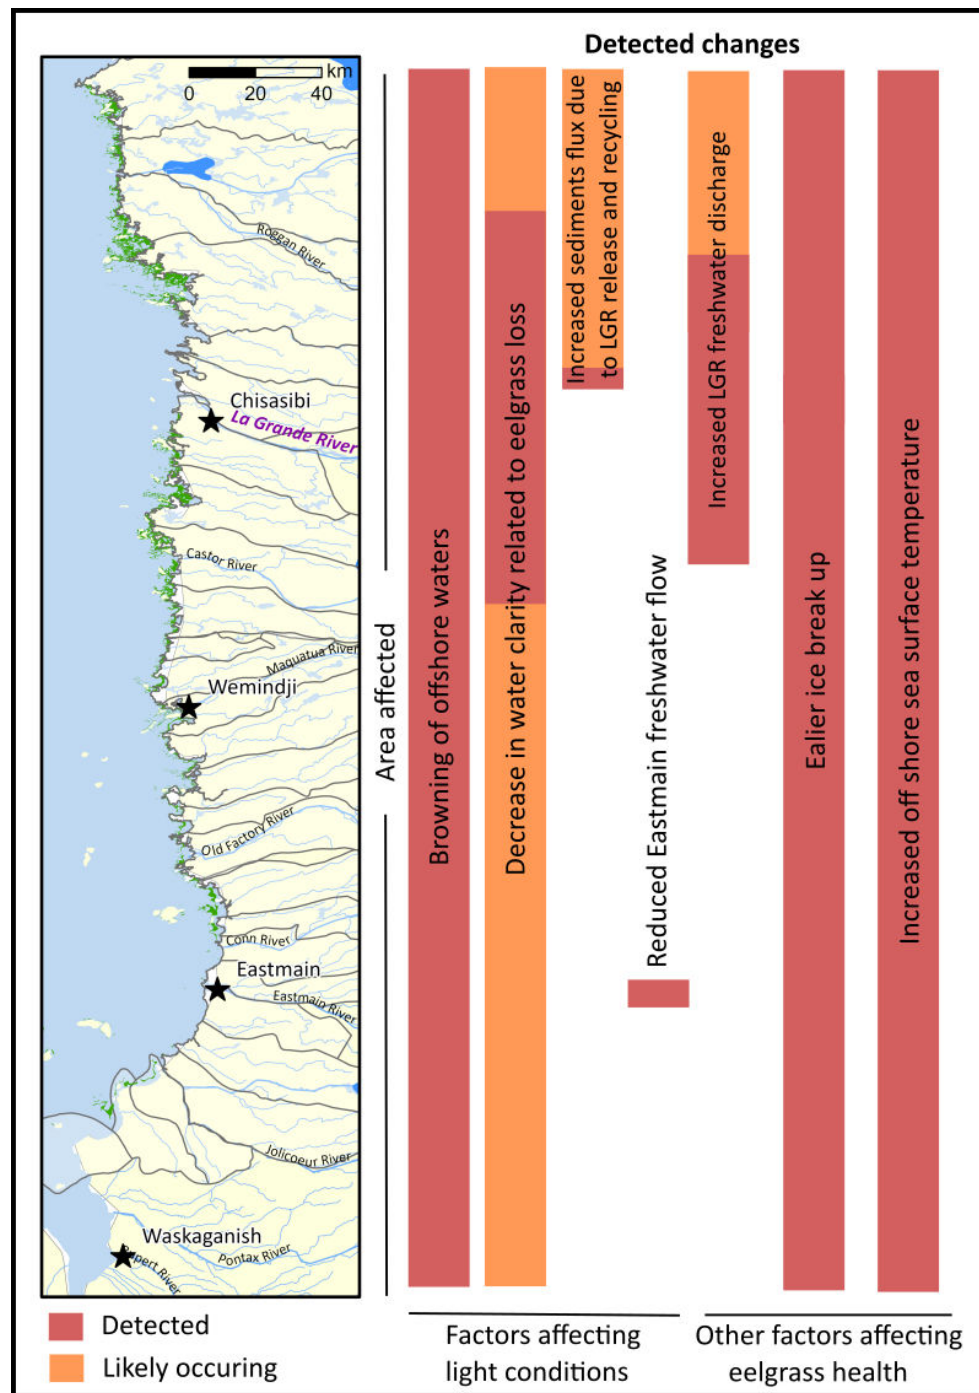 Detected changes
km
0 20 40
Roggan River
Chisasibi
La Grande River
Castor River
Maquatua River
Wemindji
Old Factory River
Conn River
Eastmain
Eastmain River
Jolicoeur River
Waskaganish
Pontax River
Rupert River
Area affected
Browning of offshore waters
Decrease in water clarity related to eelgrass loss
Increased sediments flux due
to LGR release and recycling
Reduced Eastmain freshwater flow
Increased LGR freshwater discharge
Ealier ice break up
Increased off shore sea surface temperature
Detected
Likely occuring
Factors affecting
light conditions
Other factors affecting
eelgrass health